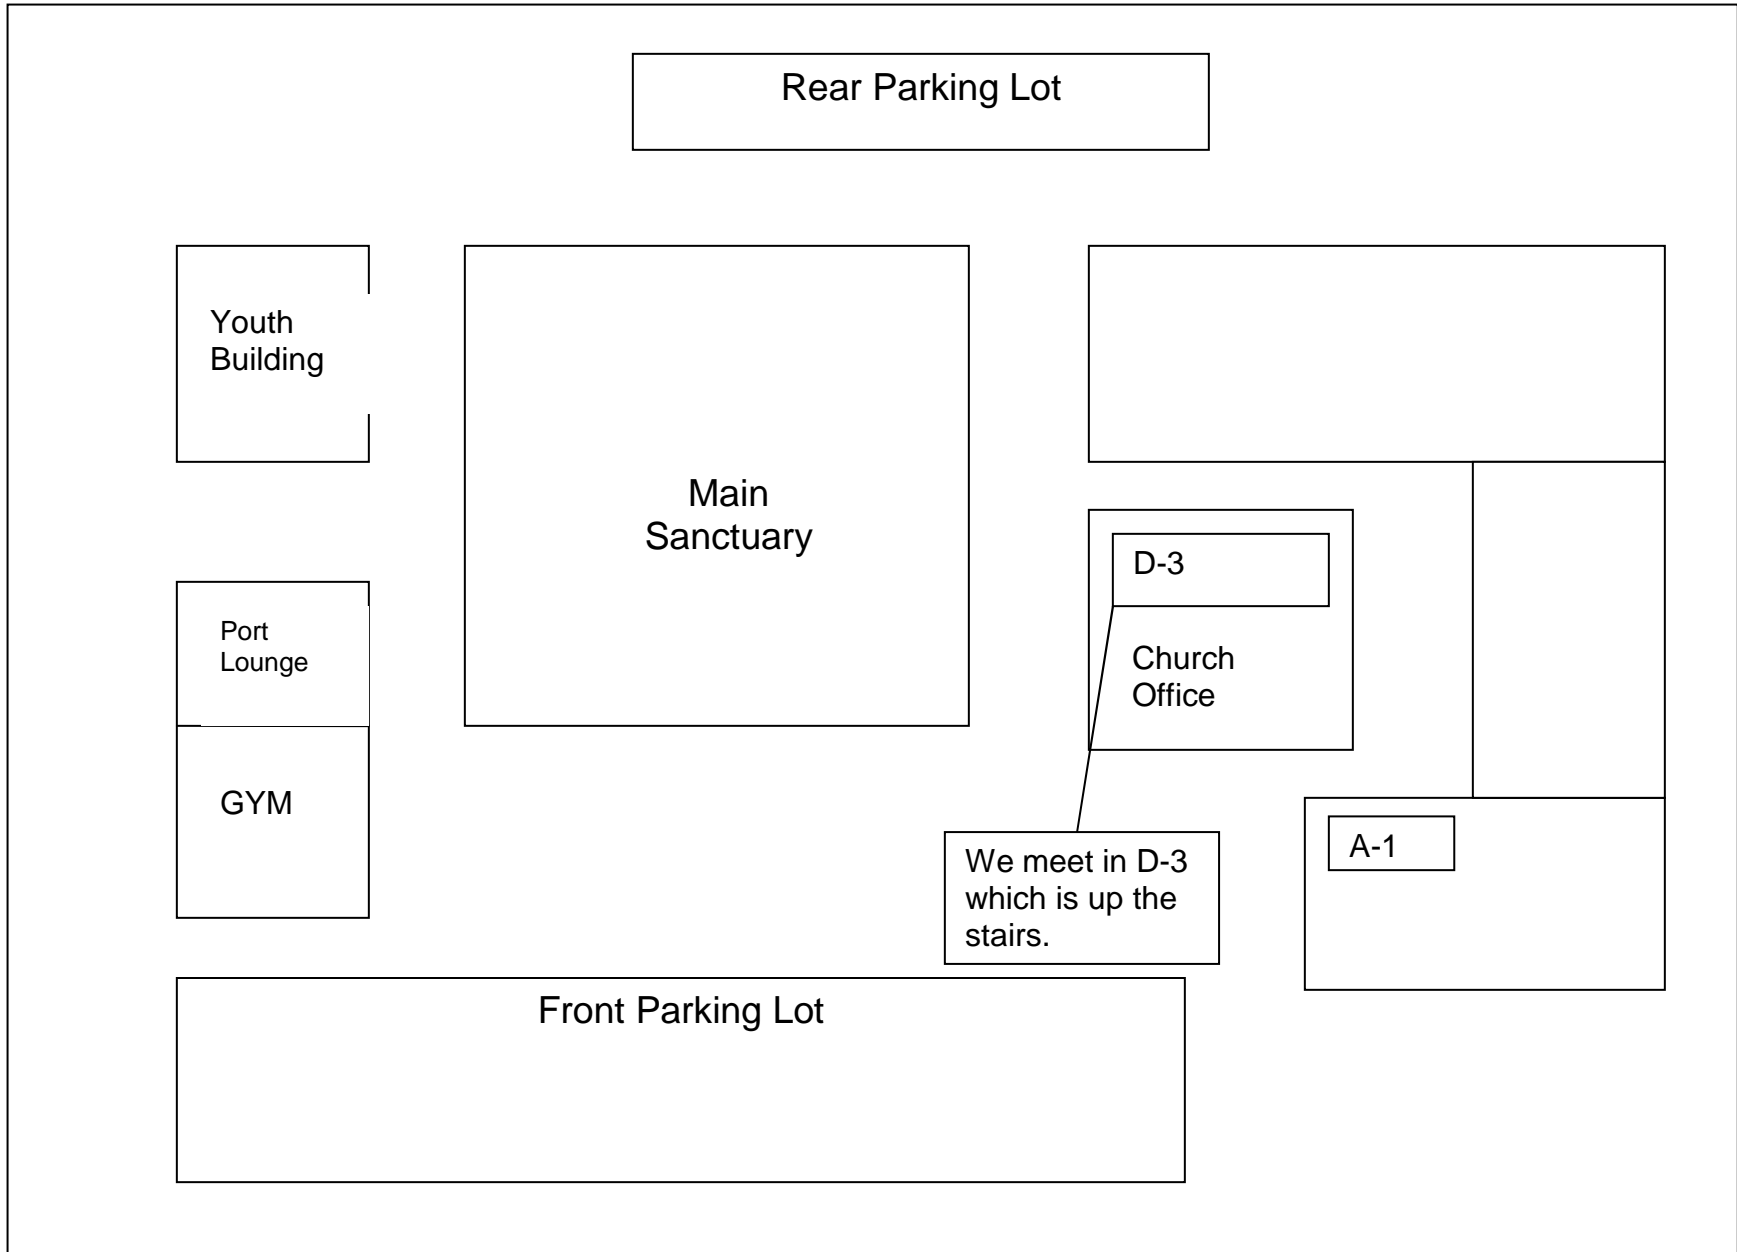 Rear Parking Lot
Youth
Building
Main
Sanctuary
D-3
Port
Lounge
Church
Office
GYM
We meet in D-3
which is up the
stairs.
A-1
Front Parking Lot